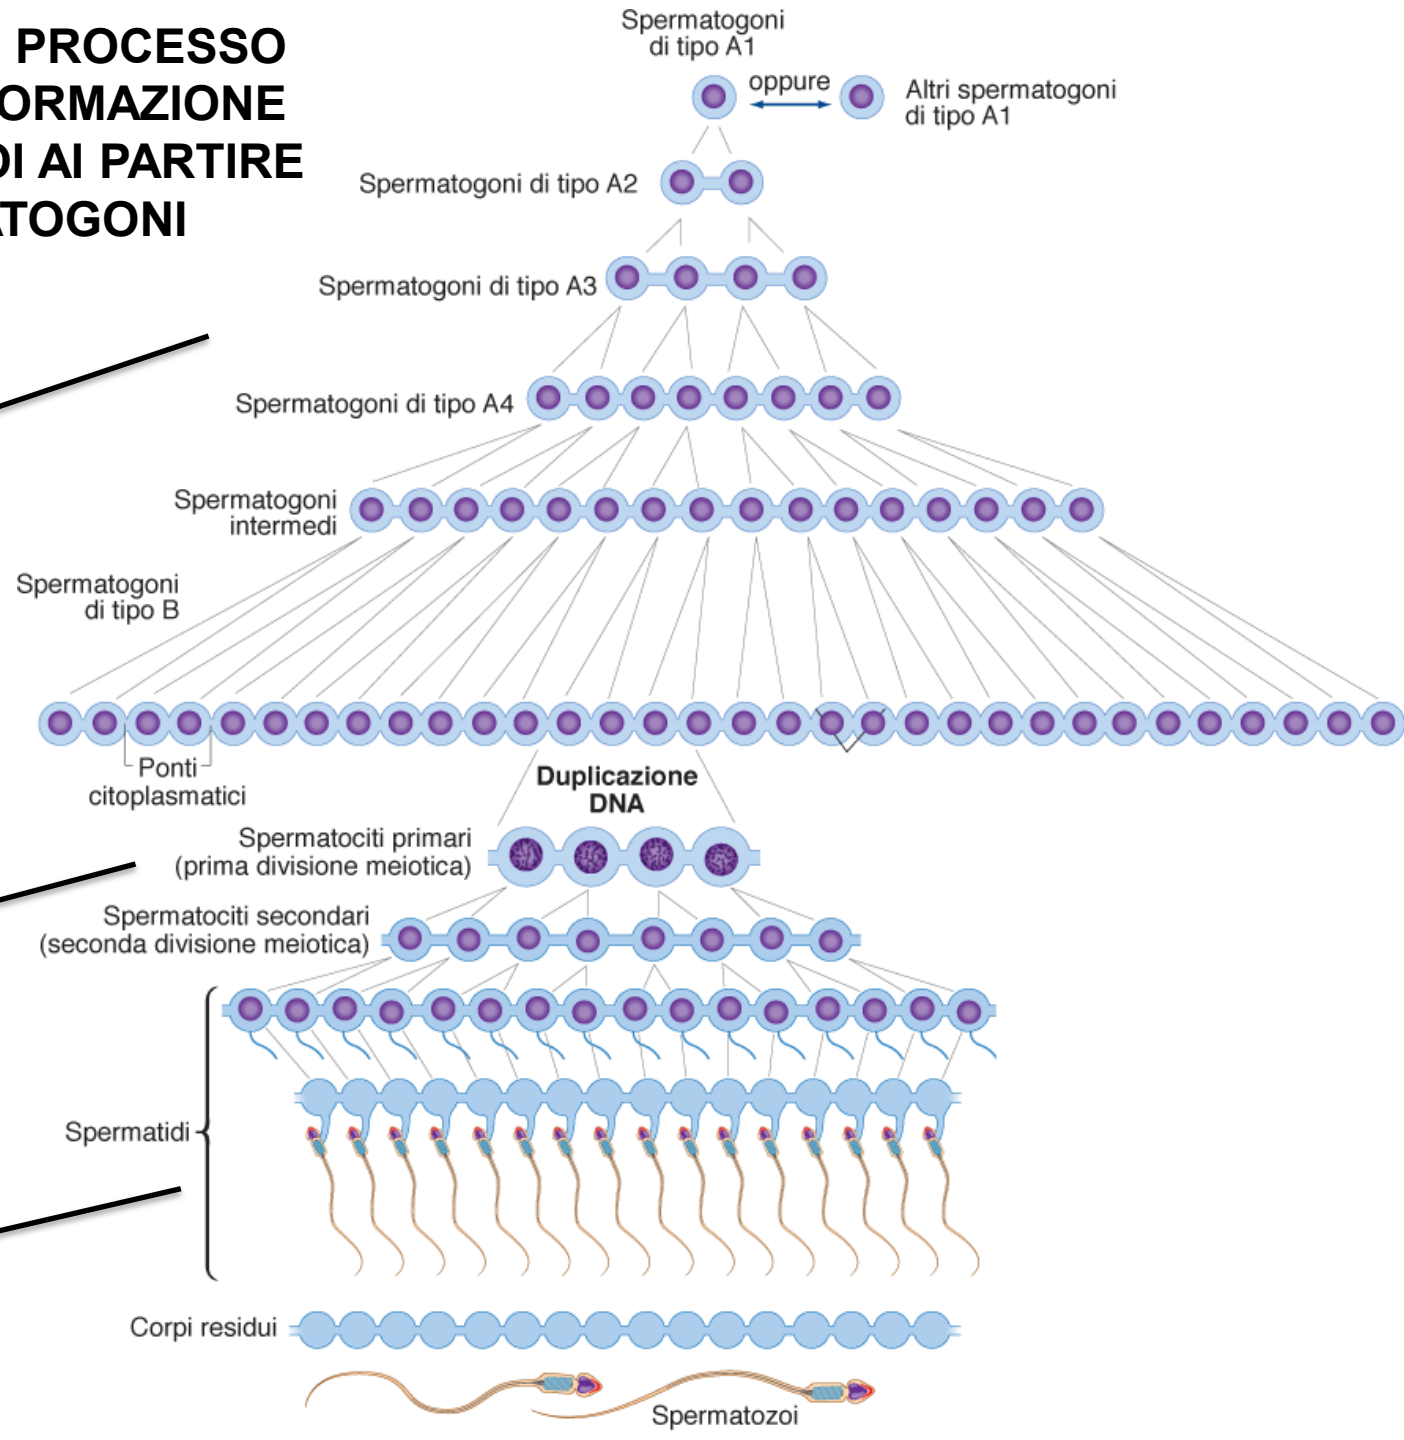 PROCESSO
ORMAZIONE
DI AI PARTIRE
ATOGONI
Spermatogoni
di tipo A1
oppure
Altri spermatogoni
di tipo A1
Spermatogoni di tipo A2
Spermatogoni di tipo A3
Spermatogoni di tipo A4
Spermatogoni
intermedi
Spermatogoni
di tipo B
Ponti
citoplasmatici
Duplicazione
DNA
Spermatociti primari
(prima divisione meiotica)
Spermatociti secondari
(seconda divisione meiotica)
Spermatidi
Corpi residui
Spermatozoi